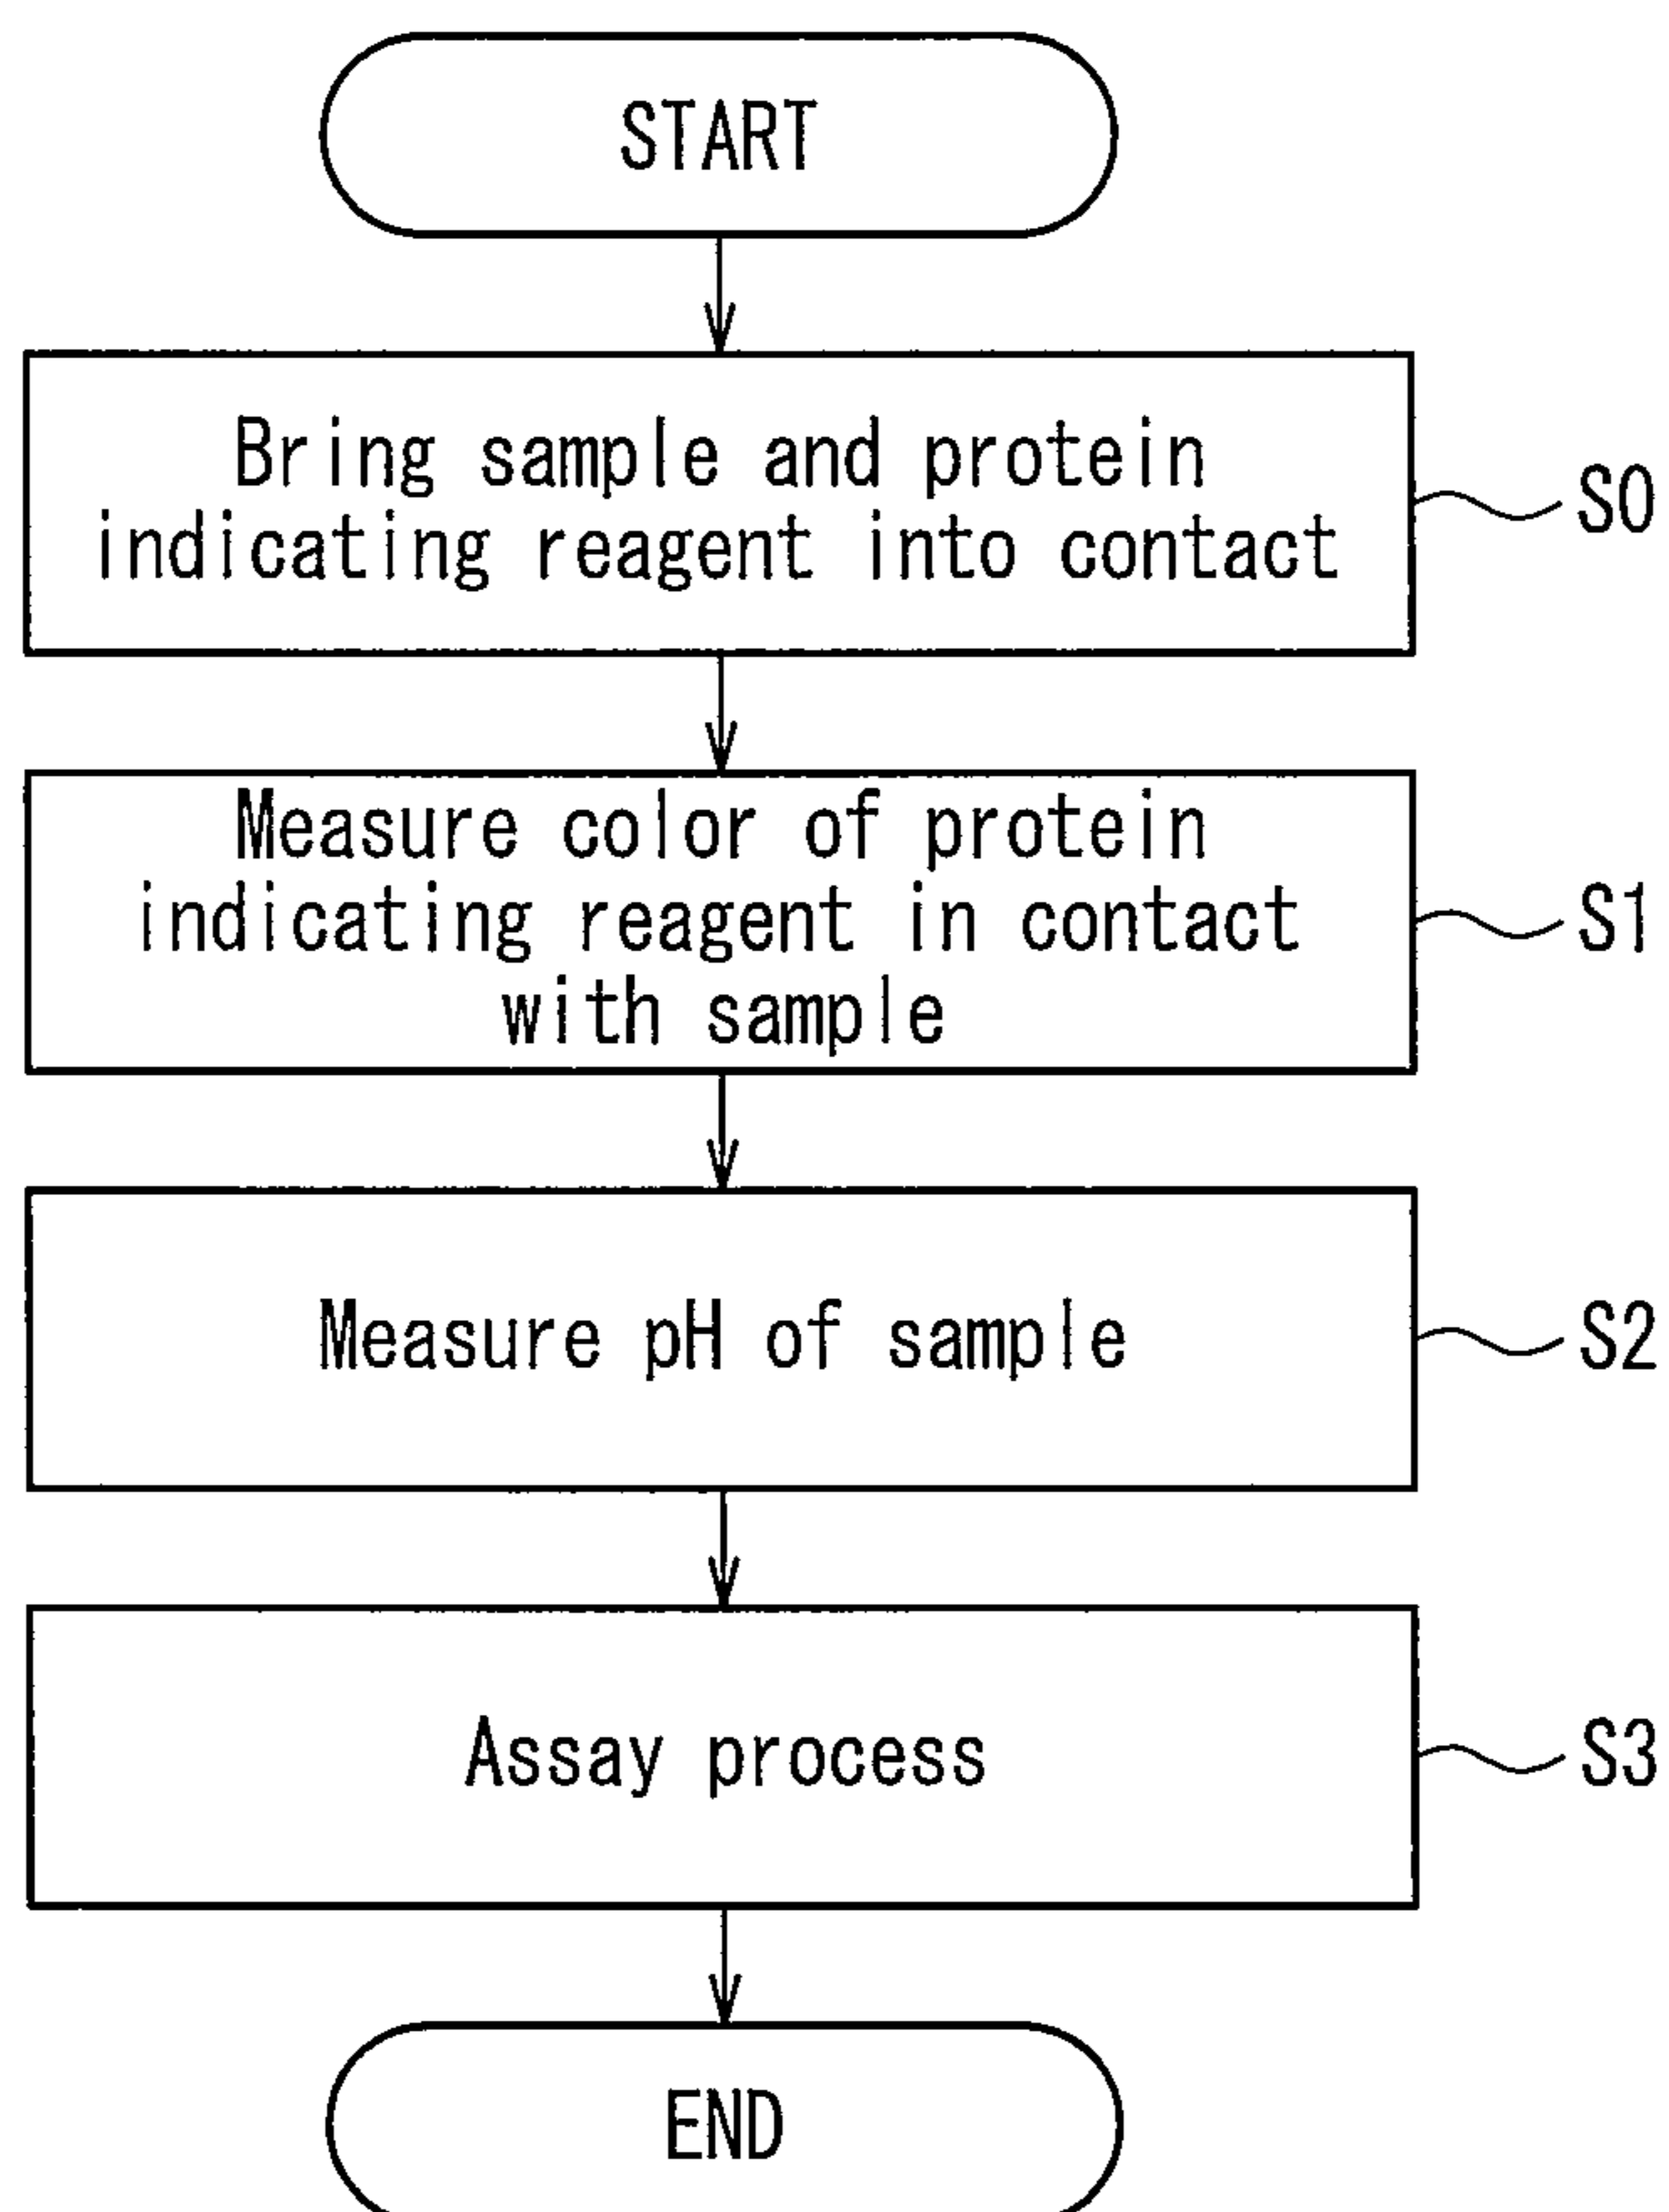 START
Bring sample and protein
indicating reagent into contact
S0
Measure color of protein
indicating reagent in contact
with sample
S1
Measure pH of sample
S2
Assay process
S3
END